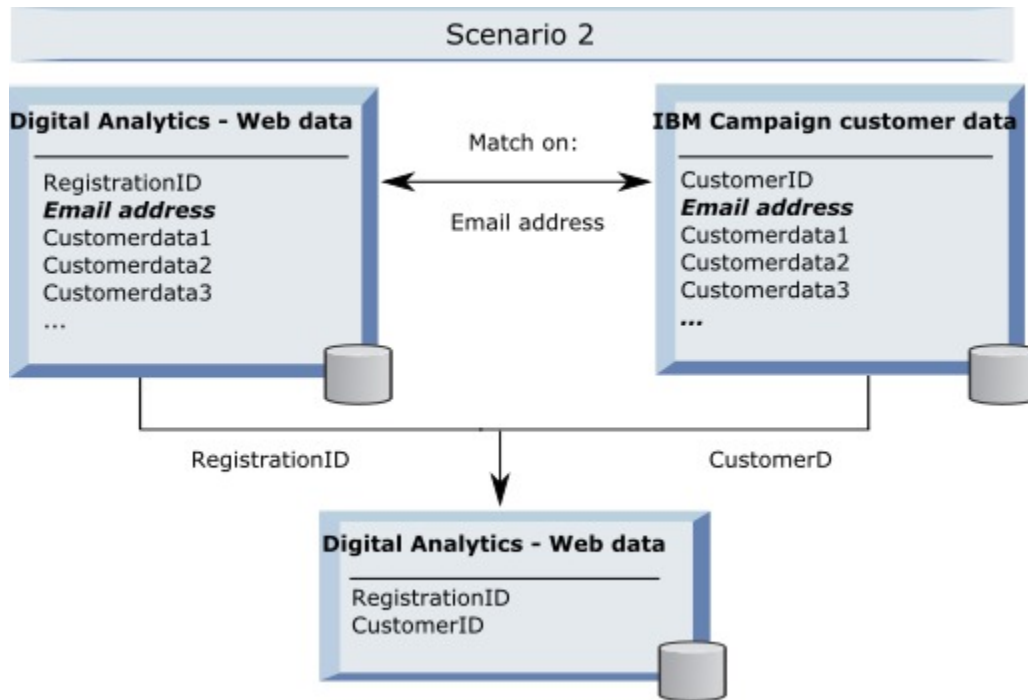 Scenario 2
Digital Analytics - Web data
RegistrationID
Email address
Customerdata1
Customerdata2
Customerdata3
...
Match on:
Email address
IBM Campaign customer data
CustomerID
Email address
Customerdata1
Customerdata2
Customerdata3
...
RegistrationID
CustomerD
Digital Analytics - Web data
RegistrationID
CustomerID